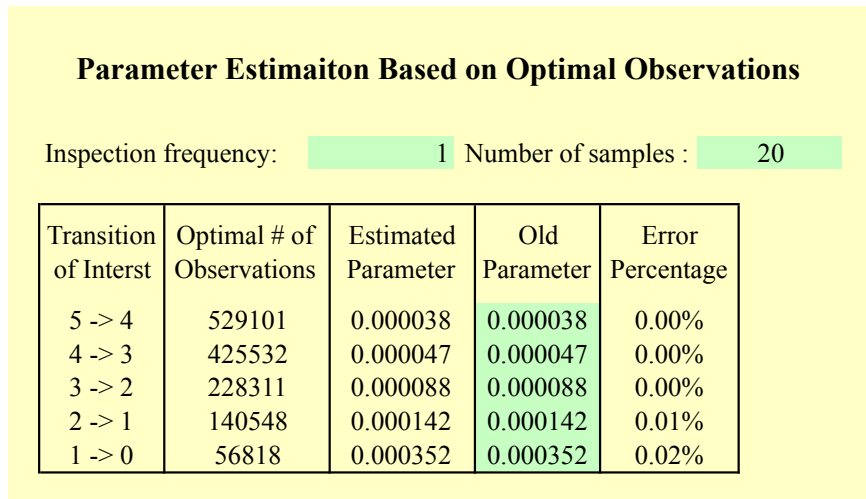 Parameter Estimaiton Based on Optimal Observations
Inspection frequency: 1 Number of samples : 20
Transition Optimal # of Estimated Old Error
of Interst Observations Parameter Parameter Percentage
5 -> 4 529101 0.000038 0.000038 0.00%
4 -> 3 425532 0.000047 0.000047 0.00%
3 -> 2 228311 0.000088 0.000088 0.00%
2 -> 1 140548 0.000142 0.000142 0.01%
1 -> 0 56818 0.000352 0.000352 0.02%